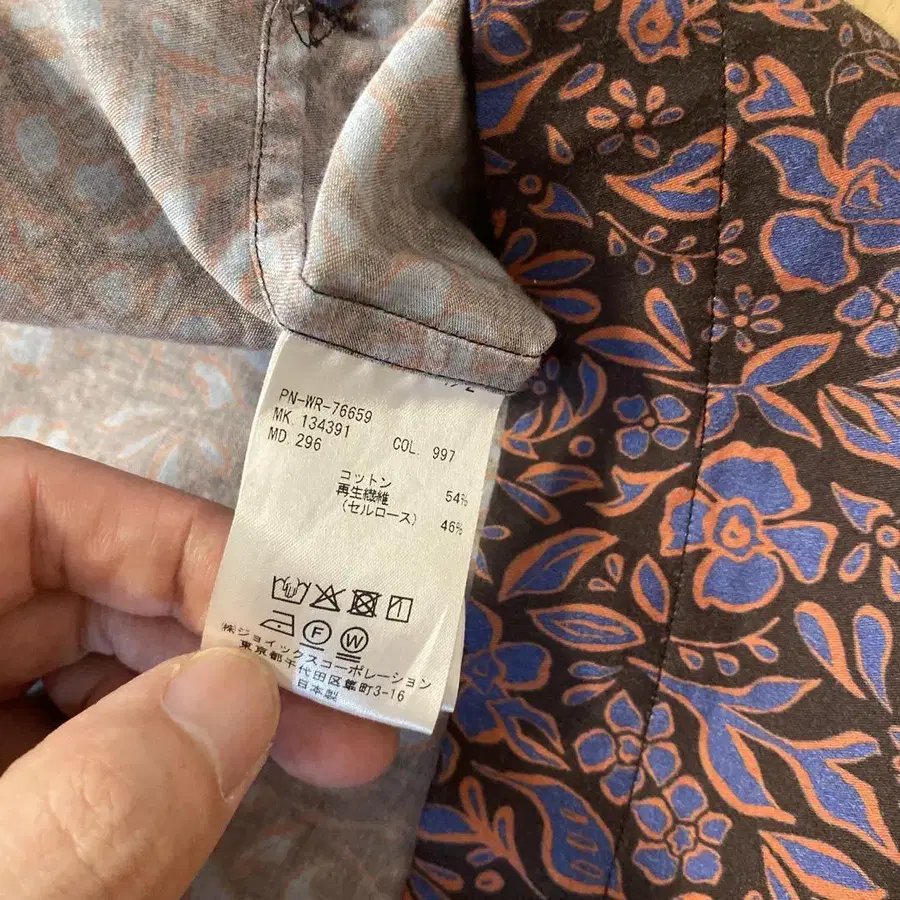 PN-WR-76659
MK. 134391
MD. 296 COL. 997
コットン 54%
再生繊維
(セルロース) 46%
F W
㈱ジョイックスコーポレーション
東京都千代田区隼町3-16
日本製